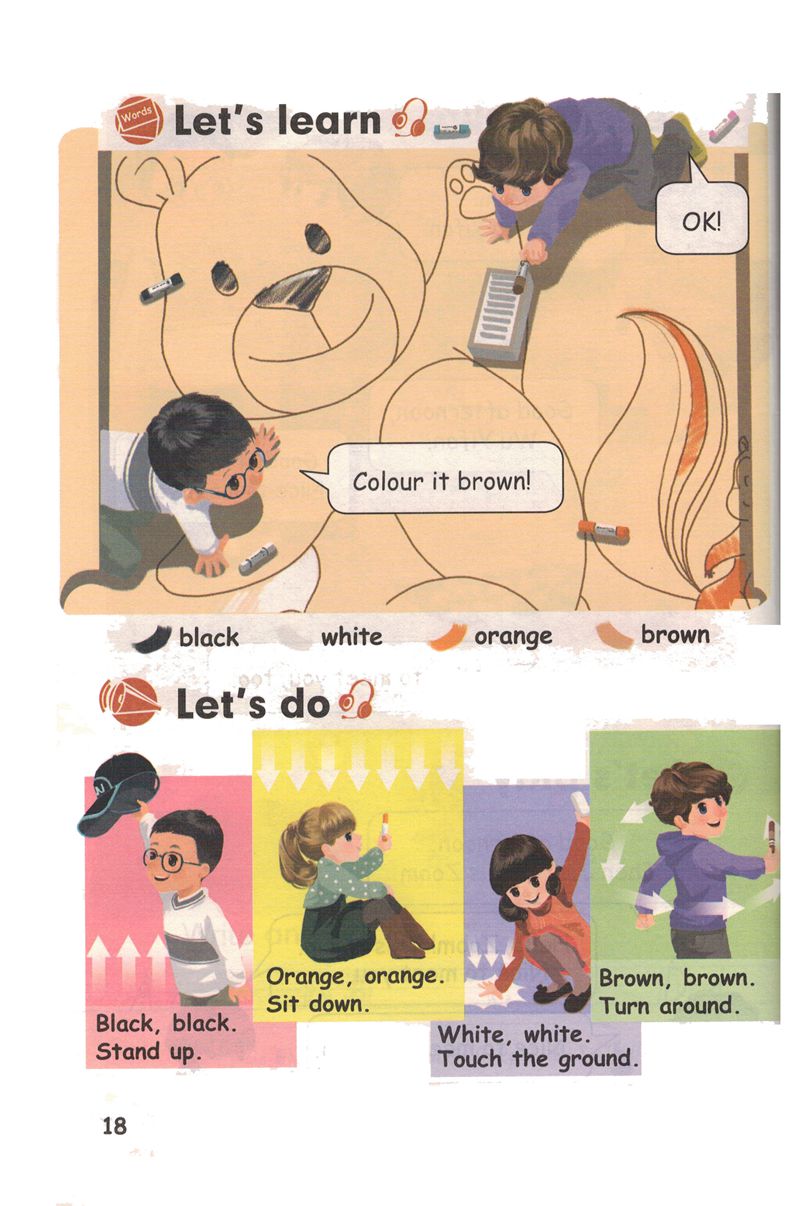 Words
Let's learn
OK!
Colour it brown!
black
white
orange
brown
Let's do
Black, black.
Stand up.
Orange, orange.
Sit down.
White, white.
Touch the ground.
Brown, brown.
Turn around.
18